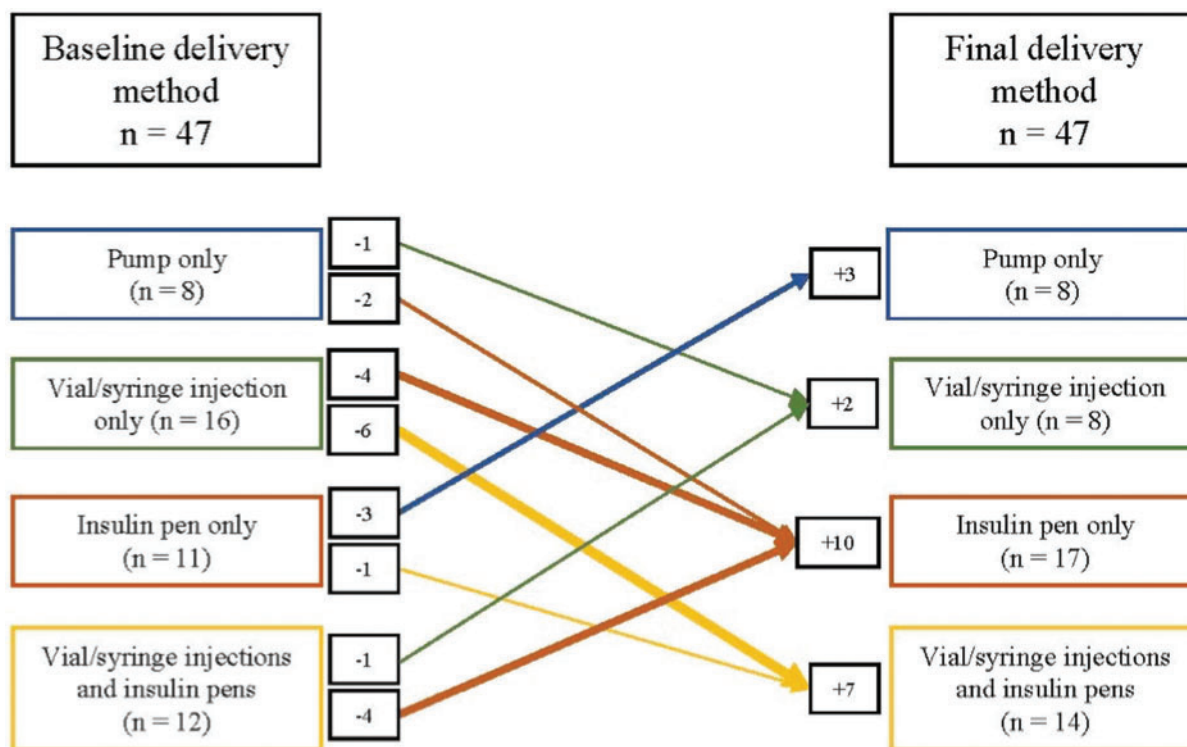 Baseline delivery
method
n = 47
Final delivery
method
n = 47
Pump only
(n = 8)
-1
-2
+3
Pump only
(n = 8)
Vial/syringe injection
only (n = 16)
-4
-6
+2
Vial/syringe injection
only (n = 8)
Insulin pen only
(n = 11)
-3
-1
+10
Insulin pen only
(n = 17)
Vial/syringe injections
and insulin pens
(n = 12)
-1
-4
+7
Vial/syringe injections
and insulin pens
(n = 14)